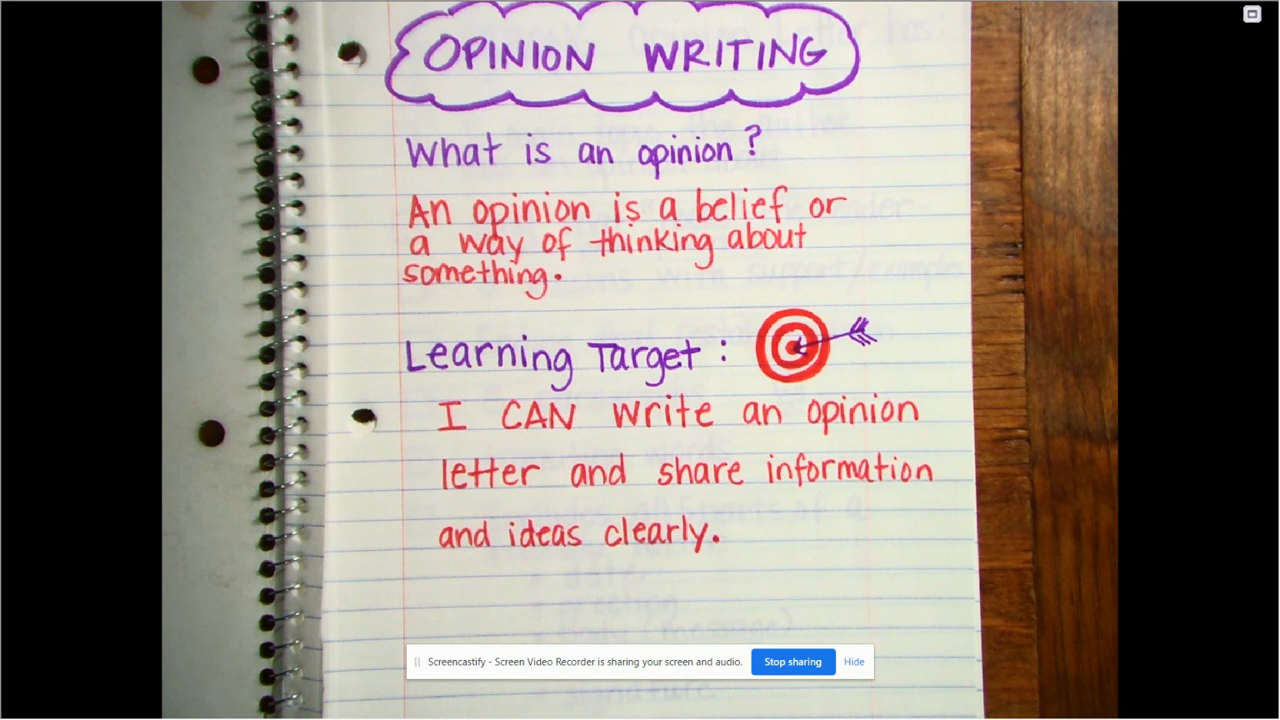 OPINION WRITING
What is an opinion?
An opinion is a belief or
a way of thinking about
something.
Learning Target:
I CAN write an opinion
letter and share information
and ideas clearly.
Screencastify - Screen Video Recorder is sharing your screen and audio. Stop sharing Hide